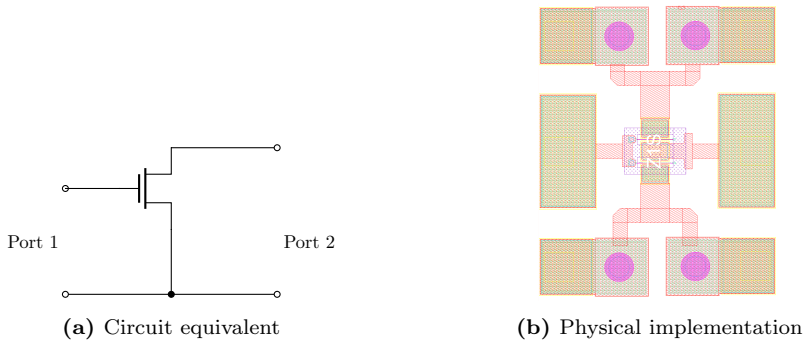 Port 1
Port 2
(a) Circuit equivalent
(b) Physical implementation